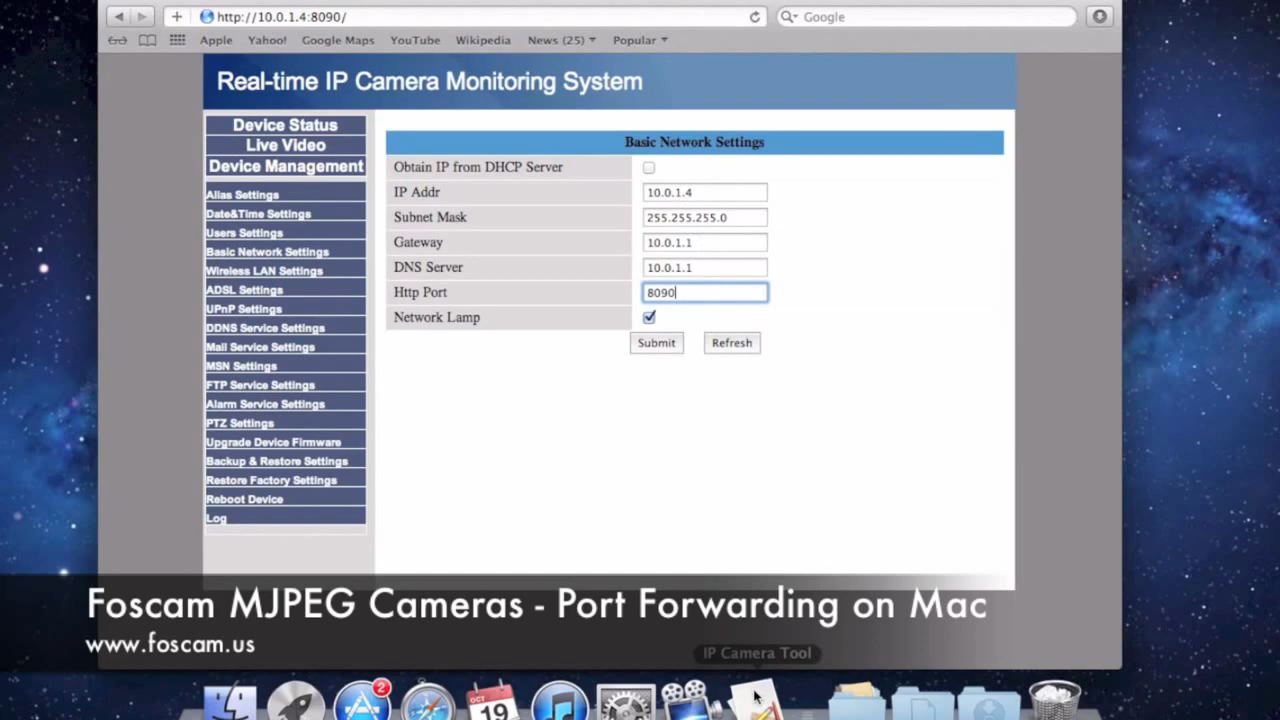 http://10.0.1.4:8090/
Google
Apple Yahoo! Google Maps YouTube Wikipedia News (25) Popular
Real-time IP Camera Monitoring System
Device Status
Live Video
Device Management
Alias Settings
Date&Time Settings
Users Settings
Basic Network Settings
Wireless LAN Settings
ADSL Settings
UPnP Settings
DDNS Service Settings
Mail Service Settings
MSN Settings
FTP Service Settings
Alarm Service Settings
PTZ Settings
Upgrade Device Firmware
Backup & Restore Settings
Restore Factory Settings
Reboot Device
Log
Basic Network Settings
Obtain IP from DHCP Server
IP Addr 10.0.1.4
Subnet Mask 255.255.255.0
Gateway 10.0.1.1
DNS Server 10.0.1.1
Http Port 8090
Network Lamp
Submit Refresh
Foscam MJPEG Cameras - Port Forwarding on Mac
www.foscam.us
IP Camera Tool
2
OCT
19